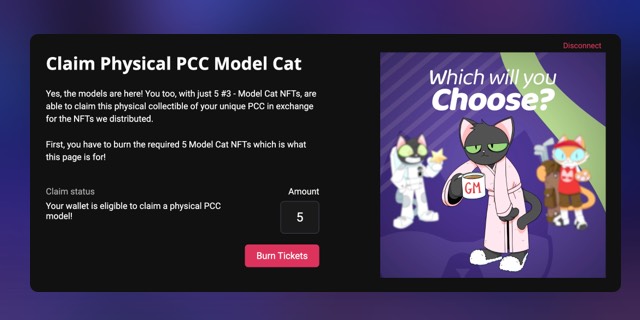 Disconnect
Claim Physical PCC Model Cat
Yes, the models are here! You too, with just 5 #3 - Model Cat NFTs, are
able to claim this physical collectible of your unique PCC in exchange
for the NFTs we distributed.
First, you have to burn the required 5 Model Cat NFTs which is what
this page is for!
Claim status
Your wallet is eligible to claim a physical PCC
model!
Amount
5
Burn Tickets
Which will you
Choose?
GM